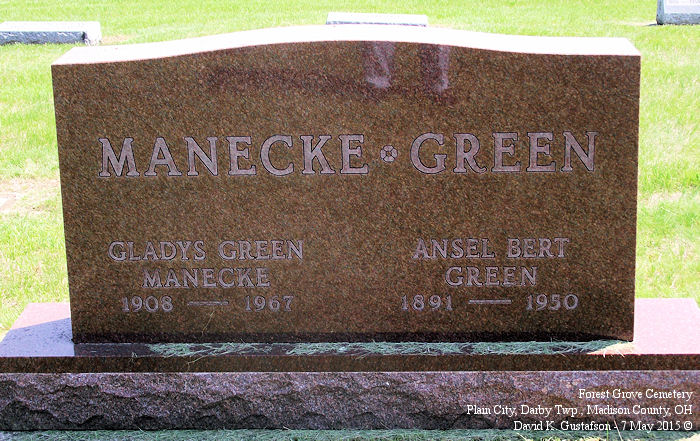 MANECKE GREEN
GLADYS GREEN
MANECKE
1908 — 1967
ANSEL BERT
GREEN
1891 — 1950
Forest Grove Cemetery
Plain City, Darby Twp., Madison County, OH
David K. Gustafson - 7 May 2015 ©